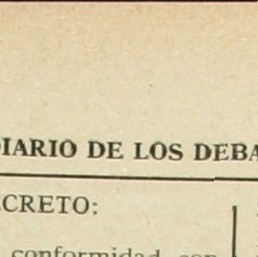 DIARIO DE LOS DEBA
CRETO:
conformidad con